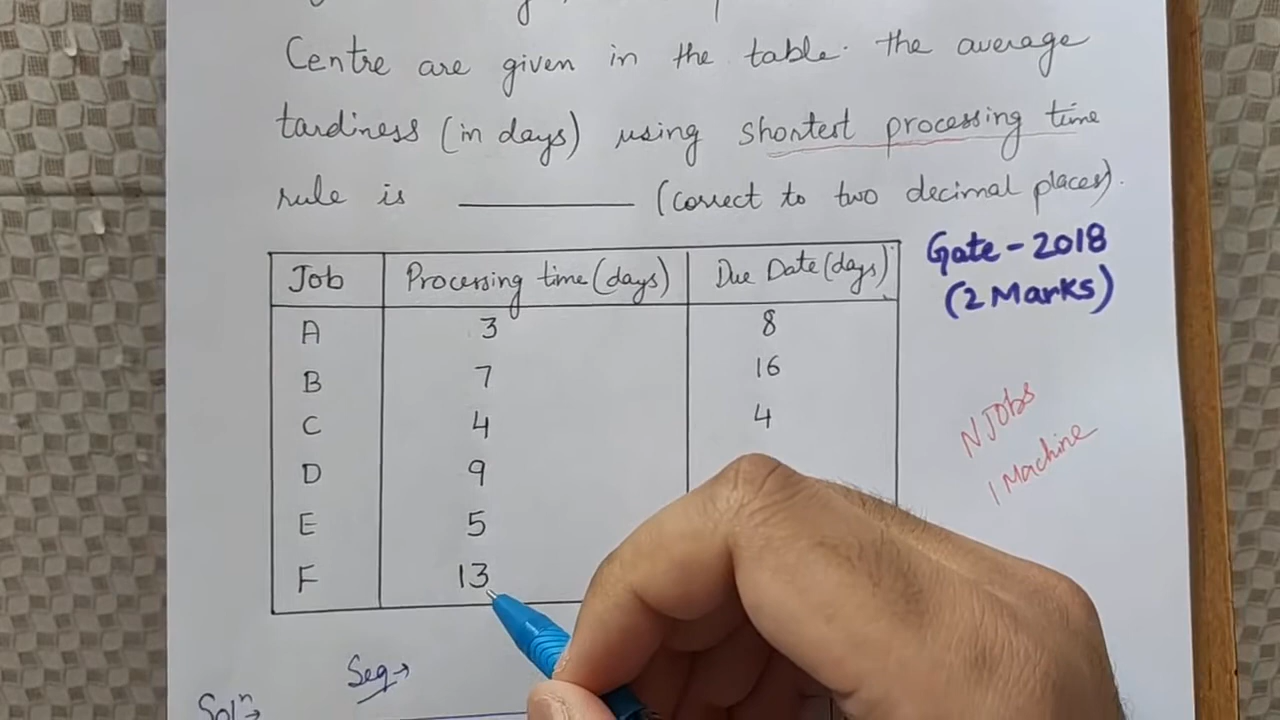 Centre are given in the table. the average
tardiness (in days) using shortest processing time
rule is ________ (correct to two decimal places).
Gate - 2018
(2 Marks)
Job Processing time (days) Due Date (days)
A 3 8
B 7 16
C 4 4
D 9
E 5
F 13
N Jobs
1 Machine
Seq→
Solⁿ→